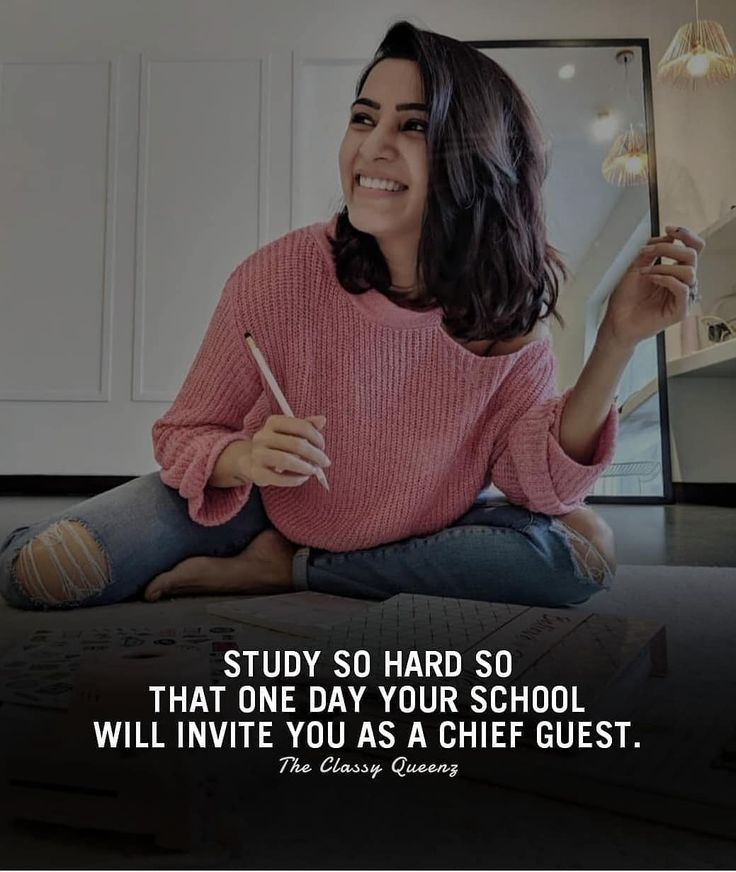 STUDY SO HARD SO
THAT ONE DAY YOUR SCHOOL
WILL INVITE YOU AS A CHIEF GUEST.
The Classy Queenz